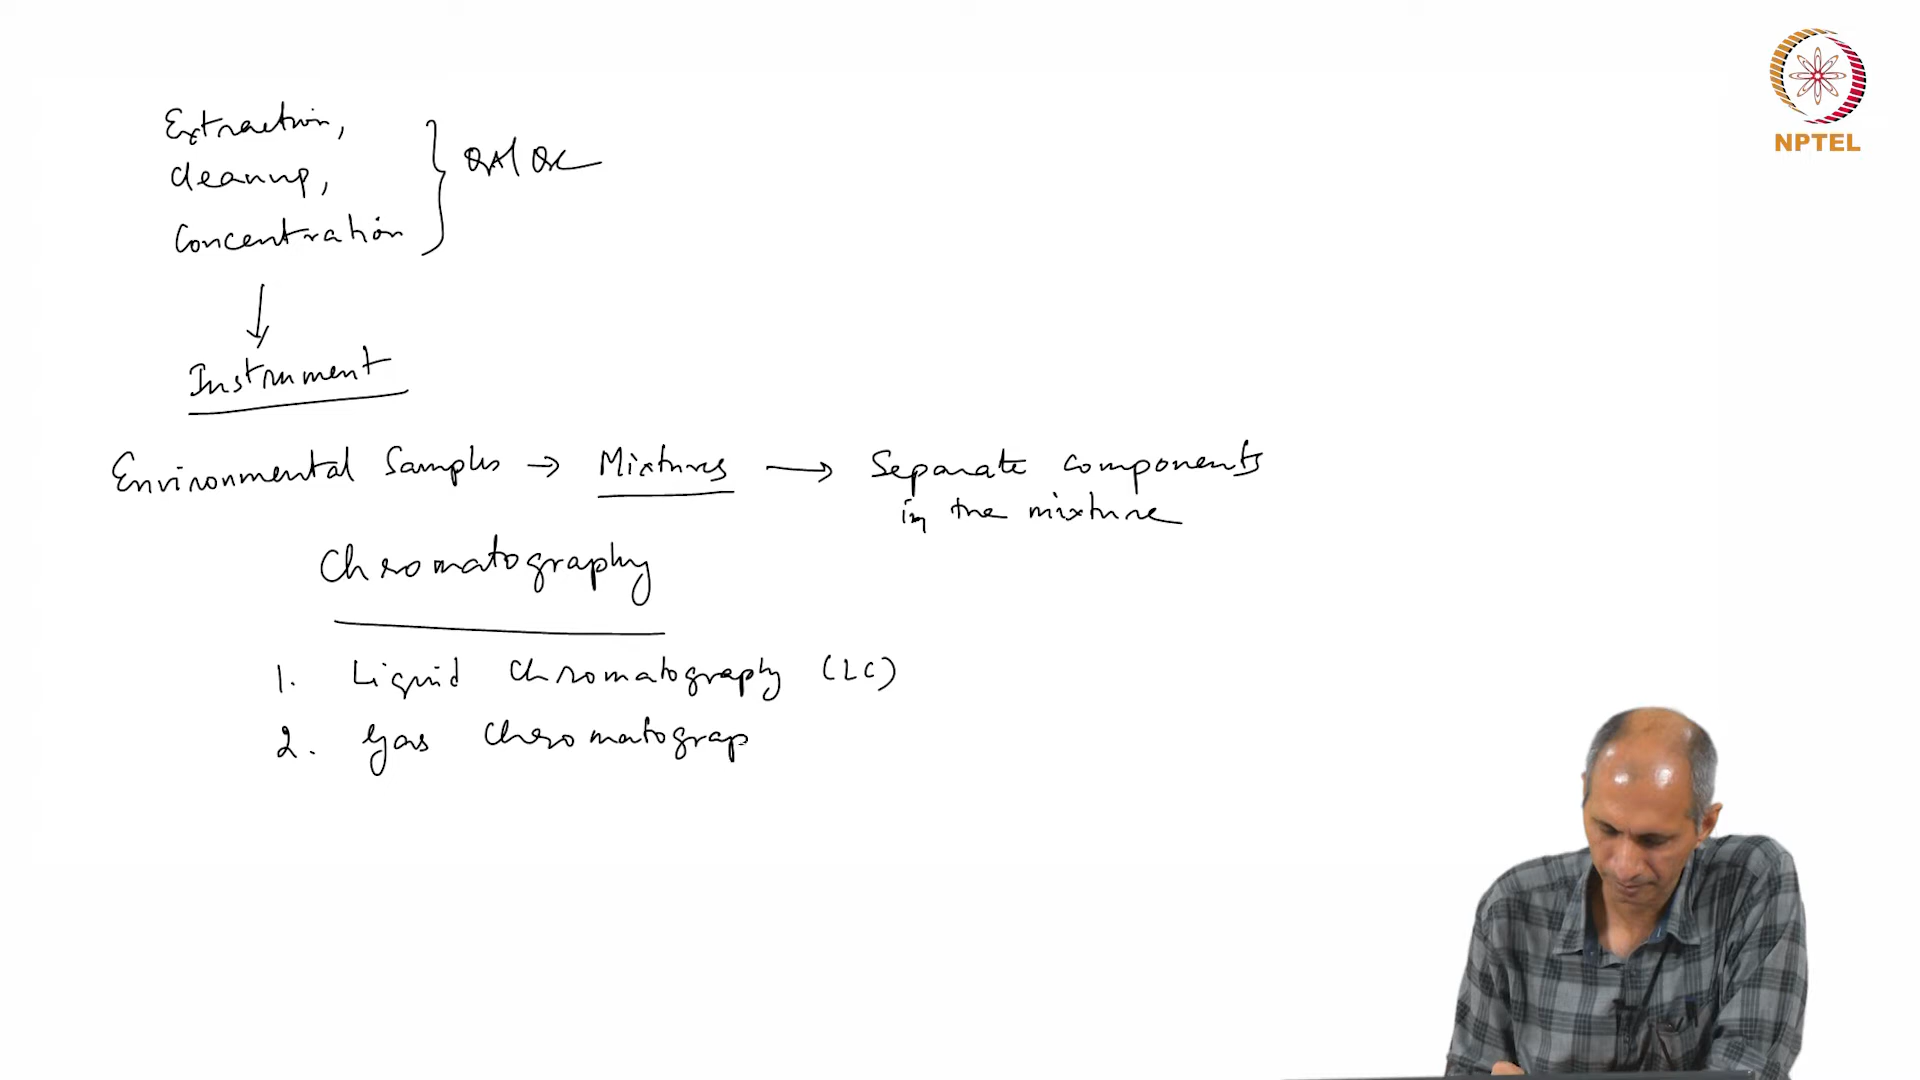 NPTEL
Extraction,
cleanup,
Concentration
QA/QC
Instrument
Environmental Samples → Mixtures → Separate components
in the mixture
Chromatography
1. Liquid Chromatography (LC)
2. Gas Chromatograp